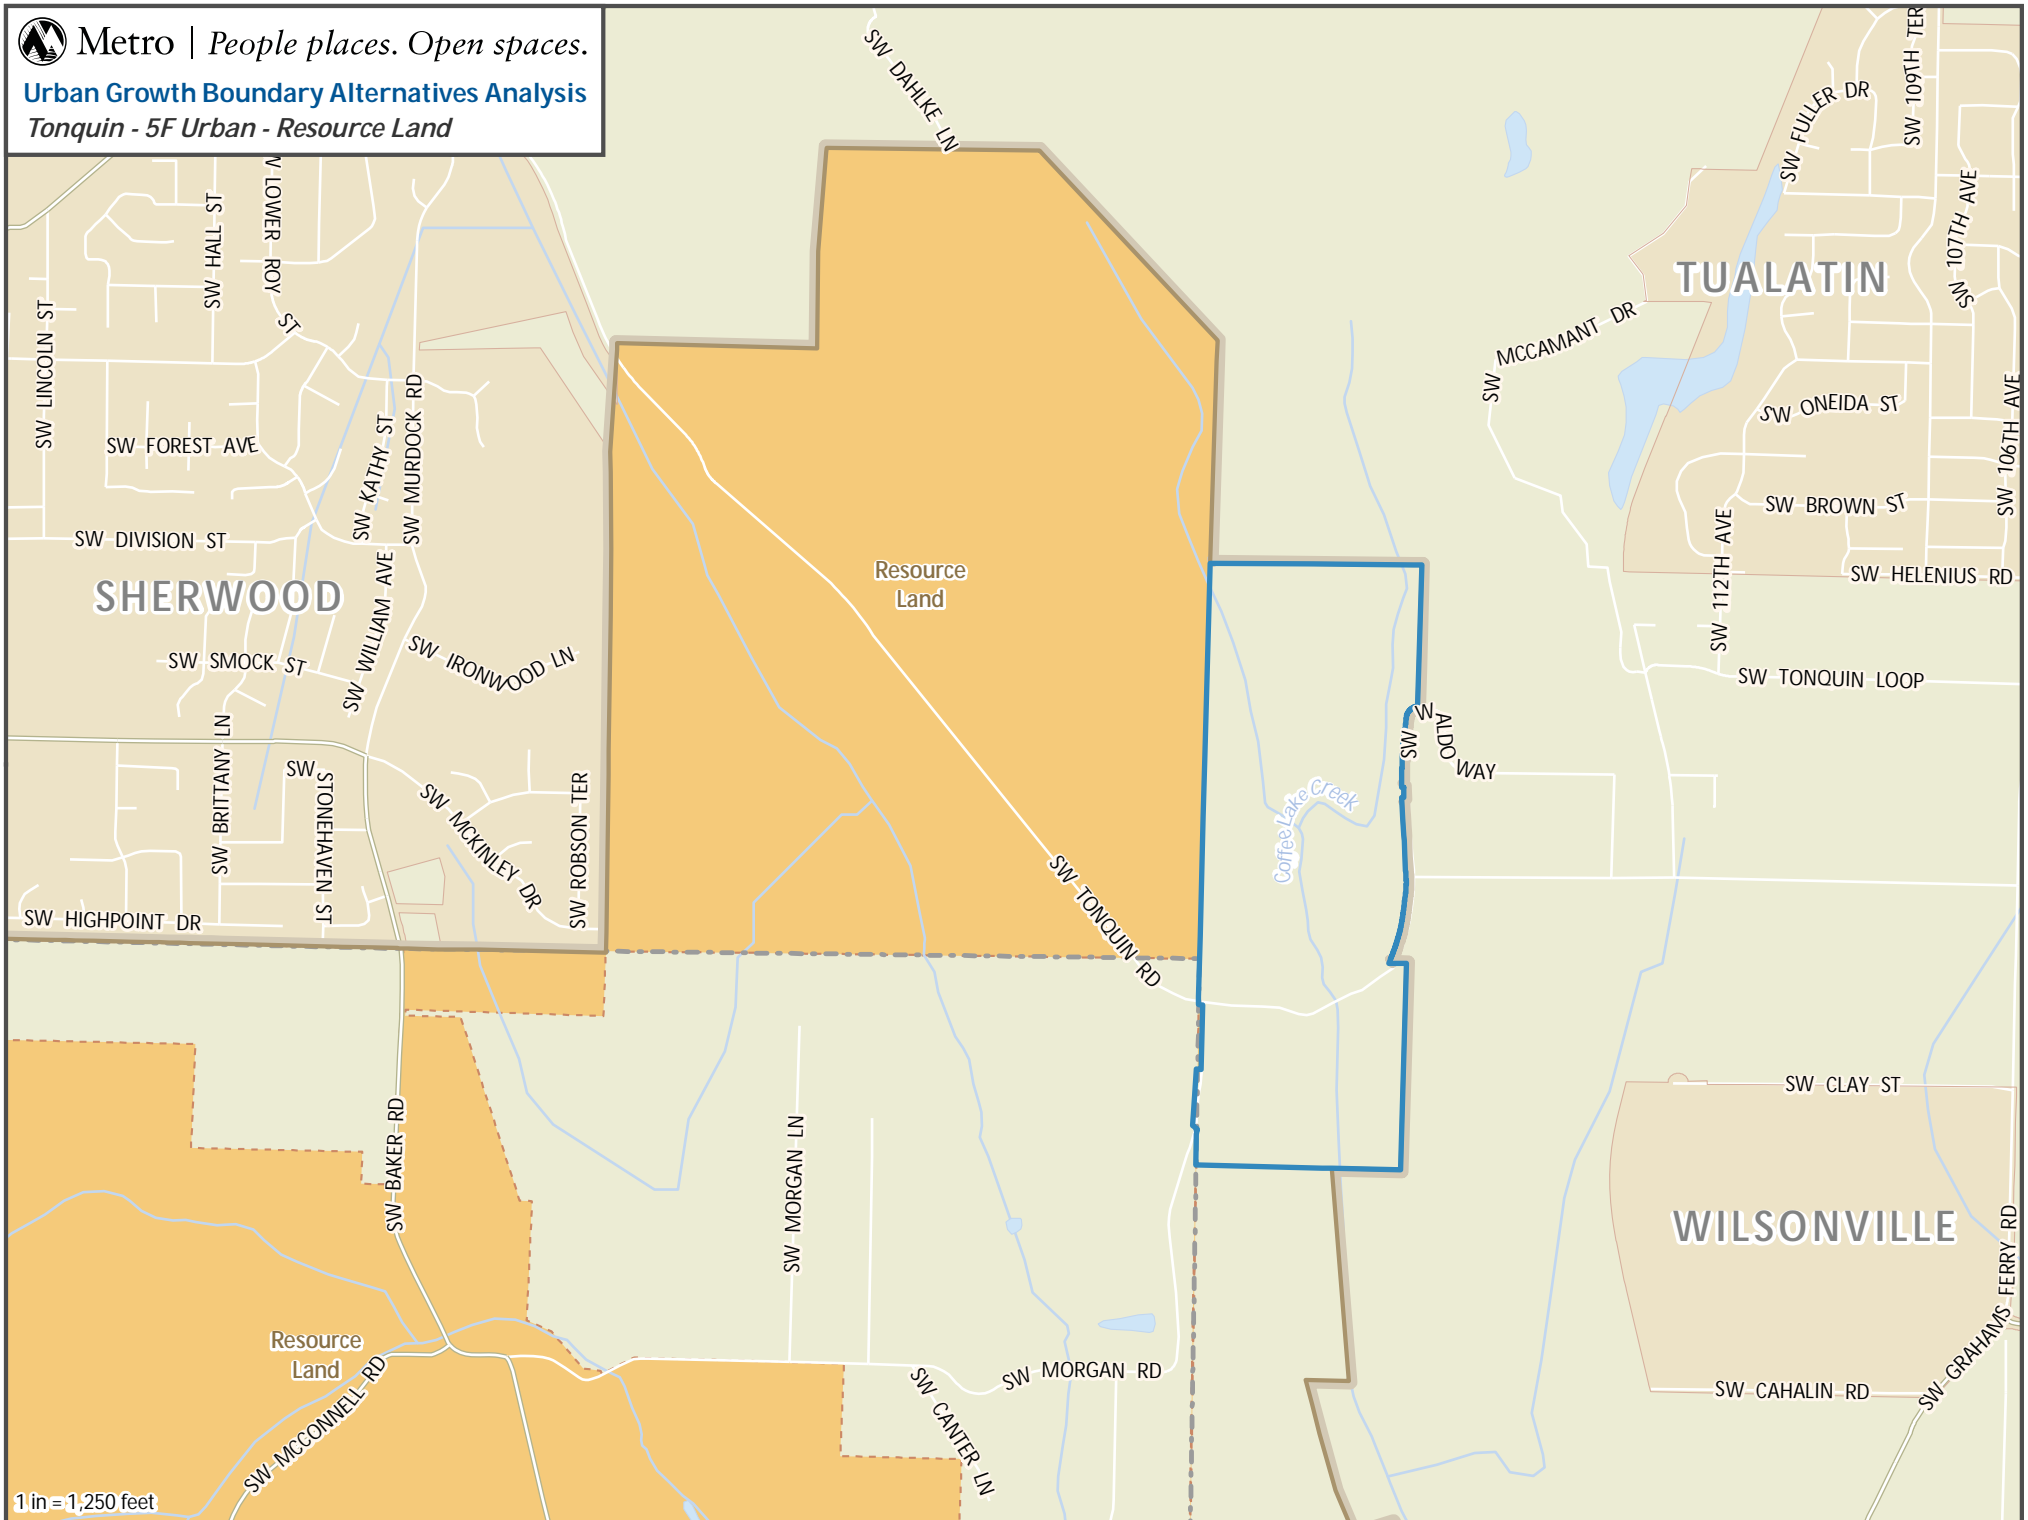 Metro | People places. Open spaces.
Urban Growth Boundary Alternatives Analysis
Tonquin - 5F Urban - Resource Land
SW DAHLKE LN
SW FULLER DR
SW 109TH TER
SW 107TH AVE
W LOWER ROY ST
SW HALL ST
SW LINCOLN ST
TUALATIN
SW MCCAMANT DR
SW ONEIDA ST
SW 106TH AVE
SW BROWN ST
SW 112TH AVE
SW HELENIUS RD
SW TONQUIN LOOP
SW FOREST AVE
SW KATHY ST
SW MURDOCK RD
SW DIVISION ST
SHERWOOD
SW WILLIAM AVE
SW IRONWOOD LN
SW SMOCK ST
SW BRITTANY LN
SW STONEHAVEN ST
SW MCKINLEY DR
SW ROBSON TER
SW HIGHPOINT DR
Resource
Land
SW WALDO WAY
Coffee Lake Creek
SW TONQUIN RD
SW BAKER RD
SW MORGAN LN
SW CLAY ST
WILSONVILLE
SW GRAHAMS FERRY RD
SW CAHALIN RD
Resource
Land
SW MCCONNELL RD
SW MORGAN RD
SW CANTER LN
1 in = 1,250 feet